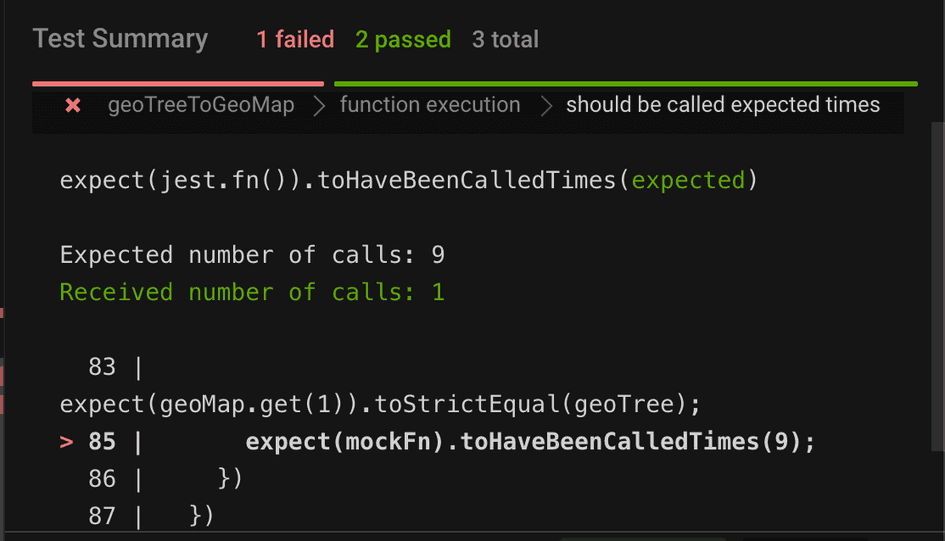 Test Summary 1 failed 2 passed 3 total
× geoTreeToGeoMap > function execution > should be called expected times
expect(jest.fn()).toHaveBeenCalledTimes(expected)
Expected number of calls: 9
Received number of calls: 1
83 |
expect(geoMap.get(1)).toStrictEqual(geoTree);
> 85 | expect(mockFn).toHaveBeenCalledTimes(9);
86 | })
87 | })